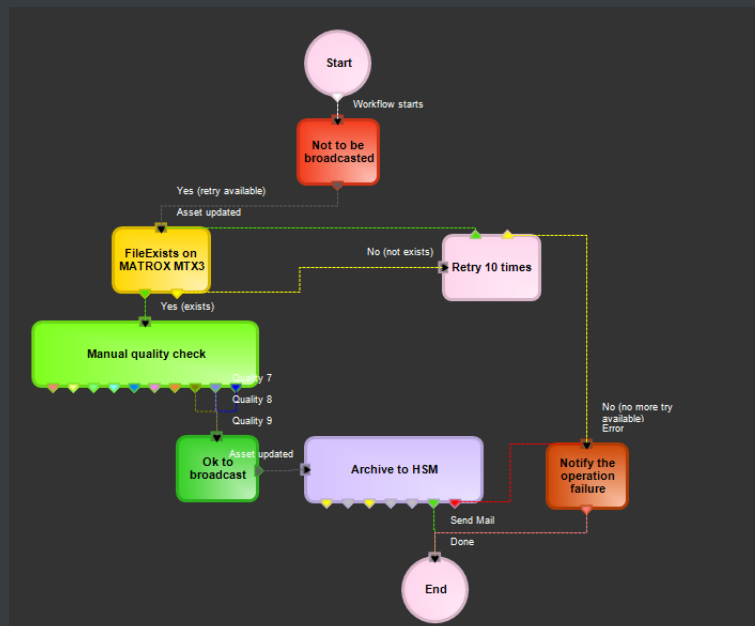 Start
Workflow starts
Not to be
broadcasted
Yes (retry available)
Asset updated
FileExists on
MATROX MTX3
No (not exists)
Retry 10 times
Yes (exists)
Manual quality check
Quality 7
Quality 8
Quality 9
No (no more try
available)
Error
Ok to
broadcast
Asset updated
Archive to HSM
Notify the
operation
failure
Send Mail
Done
End